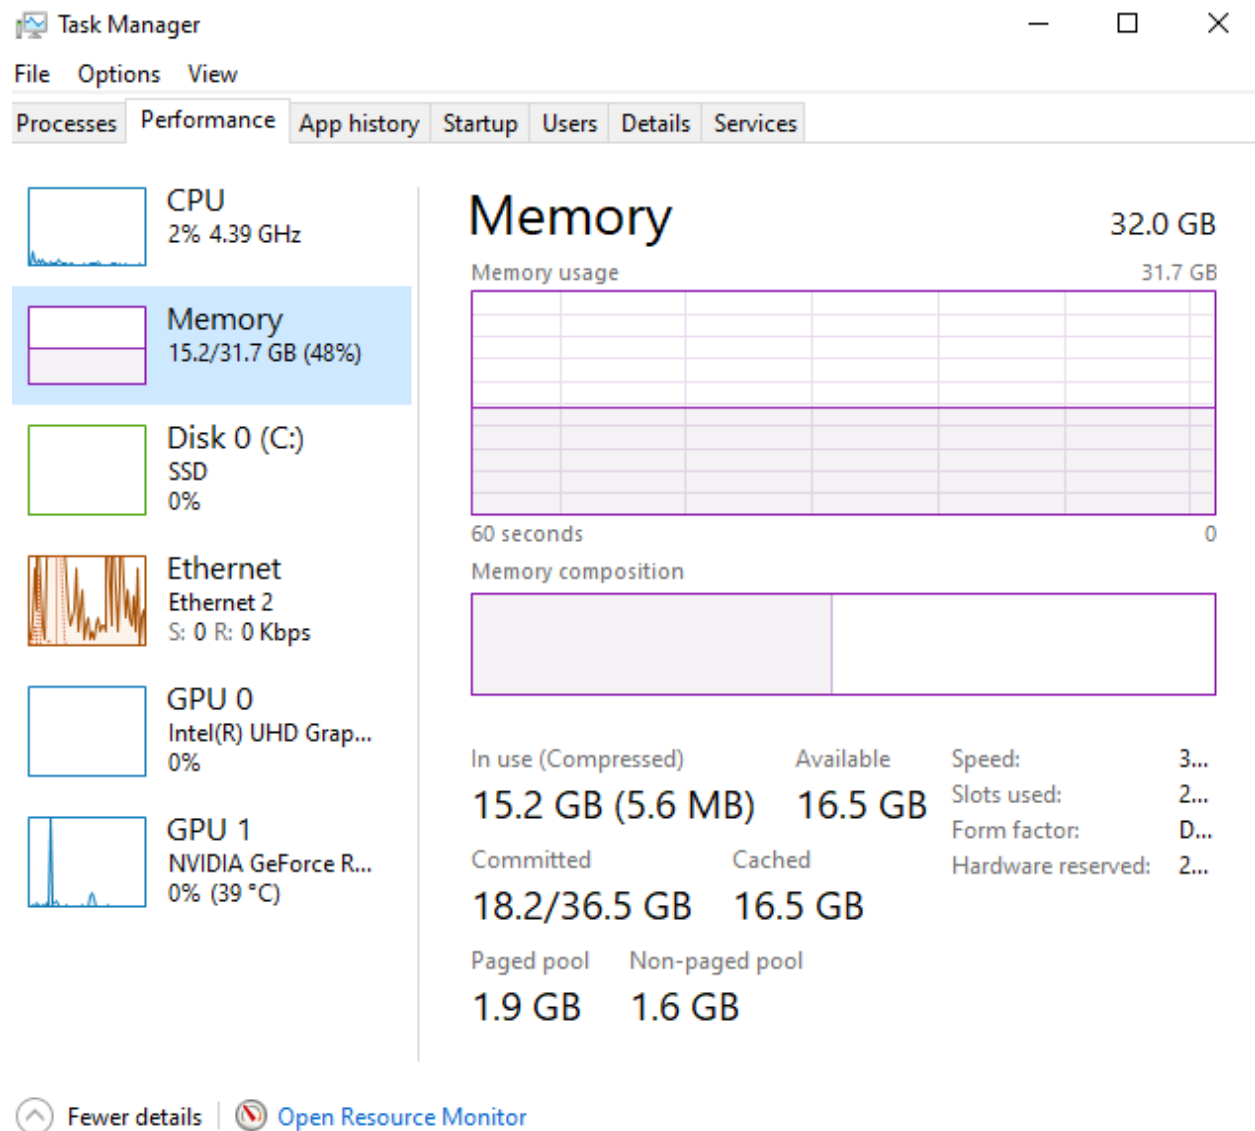 Task Manager
File Options View
Processes Performance App history Startup Users Details Services
CPU
2% 4.39 GHz
Memory
15.2/31.7 GB (48%)
Disk 0 (C:)
SSD
0%
Ethernet
Ethernet 2
S: 0 R: 0 Kbps
GPU 0
Intel(R) UHD Grap...
0%
GPU 1
NVIDIA GeForce R...
0% (39 °C)
Memory 32.0 GB
Memory usage 31.7 GB
60 seconds 0
Memory composition
In use (Compressed) Available
15.2 GB (5.6 MB) 16.5 GB
Committed Cached
18.2/36.5 GB 16.5 GB
Paged pool Non-paged pool
1.9 GB 1.6 GB
Speed: 3...
Slots used: 2...
Form factor: D...
Hardware reserved: 2...
Fewer details Open Resource Monitor